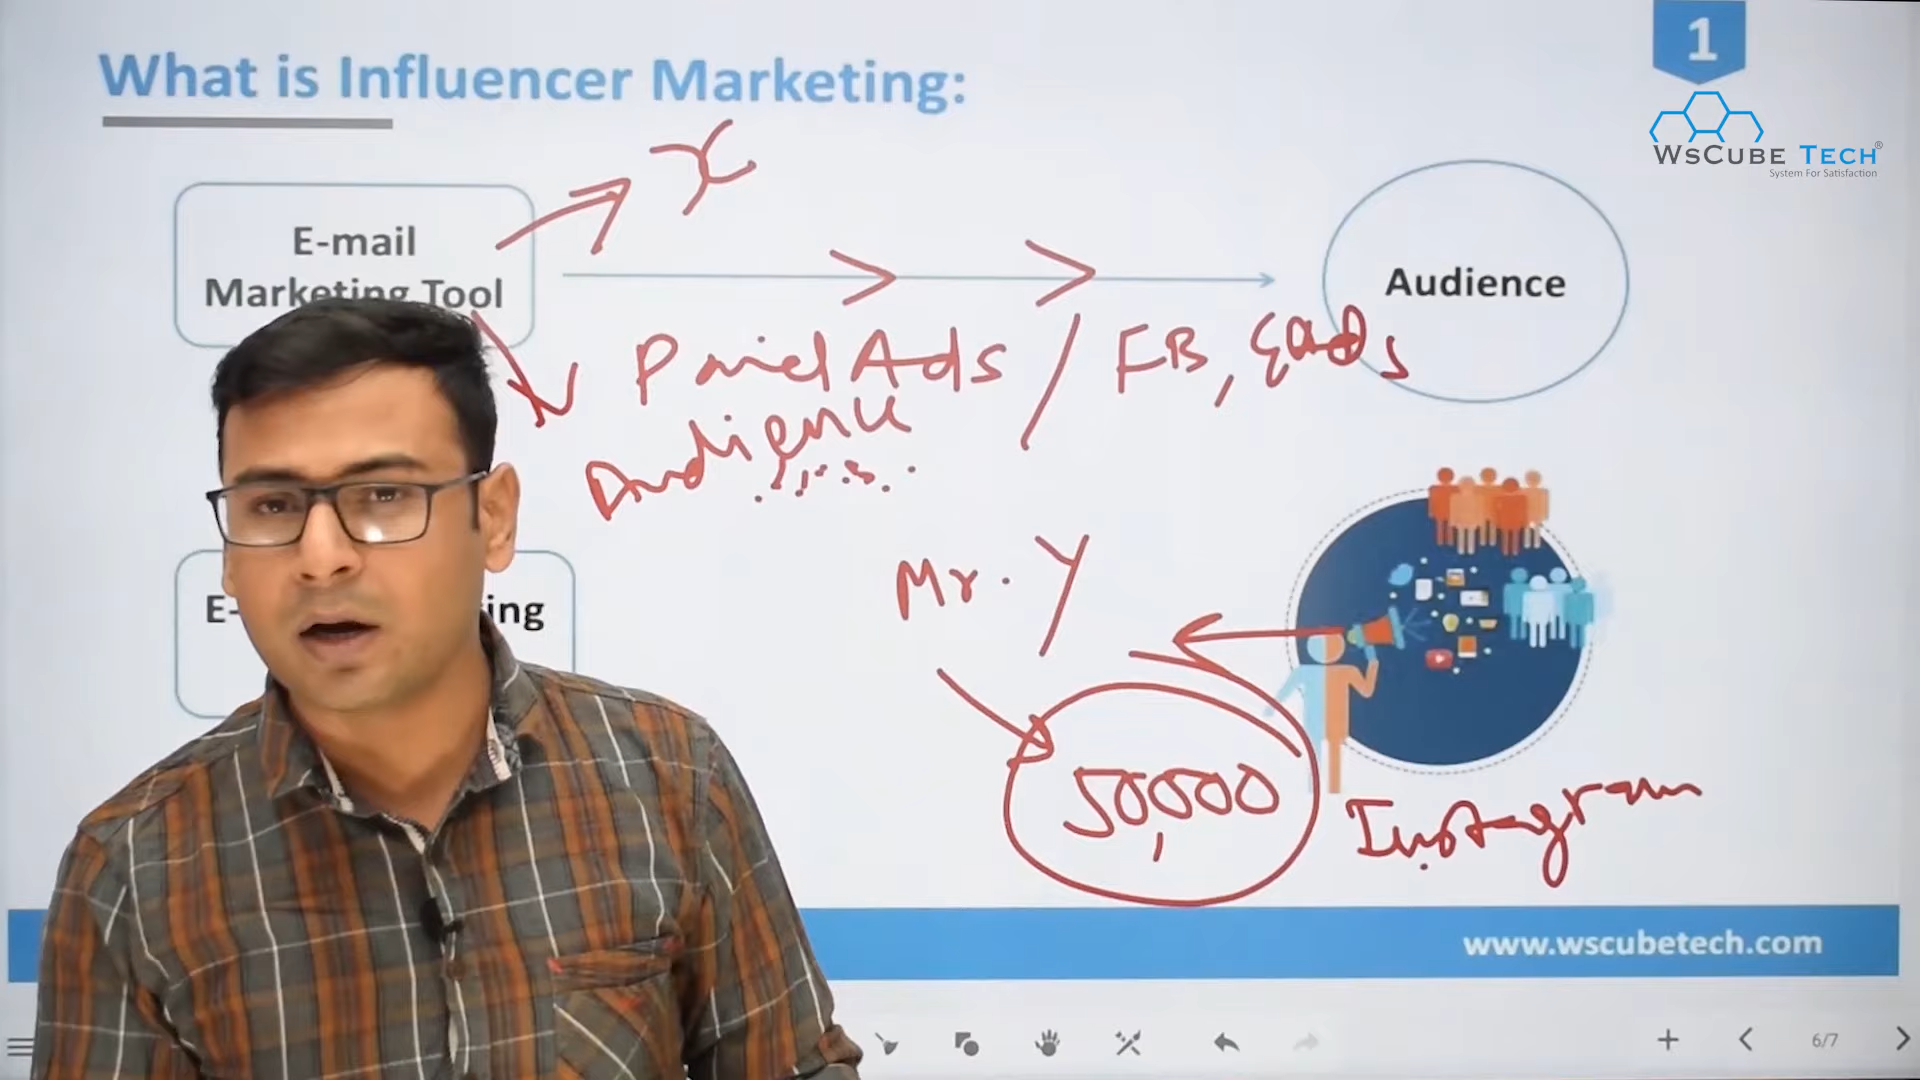 1
What is Influencer Marketing:
WsCube Tech®
System For Satisfaction
X
E-mail
Marketing Tool
Audience
Paid Ads / FB,
Audience
Mr. Y
E-
ing
50,000
Instagram
www.wscubetech.com
6/7